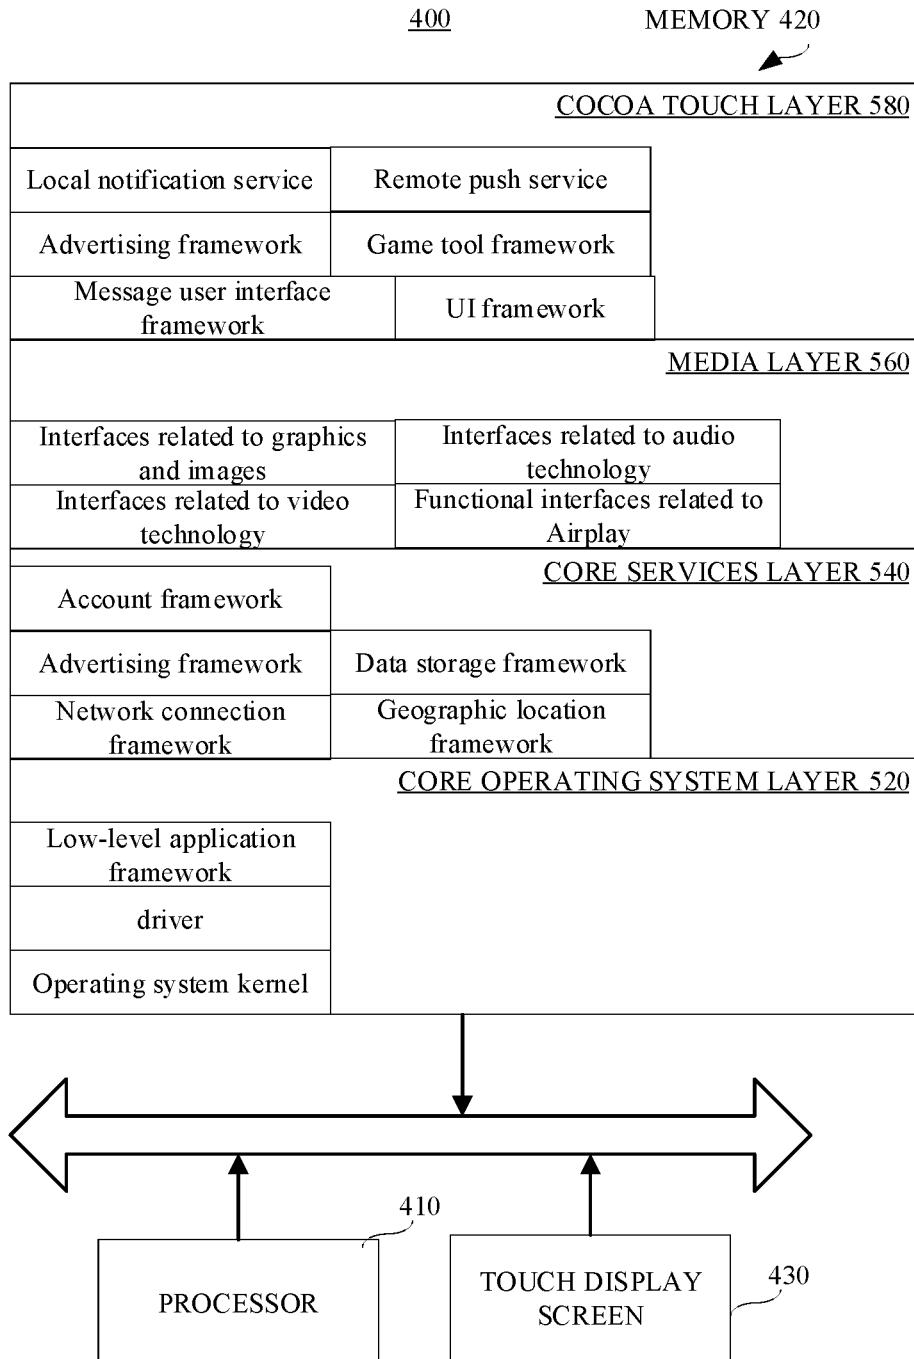 400
MEMORY 420
COCOA TOUCH LAYER 580
Local notification service
Remote push service
Advertising framework
Game tool framework
Message user interface
framework
UI framework
MEDIA LAYER 560
Interfaces related to graphics
and images
Interfaces related to audio
technology
Interfaces related to video
technology
Functional interfaces related to
Airplay
CORE SERVICES LAYER 540
Account framework
Advertising framework
Data storage framework
Network connection
framework
Geographic location
framework
CORE OPERATING SYSTEM LAYER 520
Low-level application
framework
driver
Operating system kernel
410
PROCESSOR
TOUCH DISPLAY
SCREEN
430